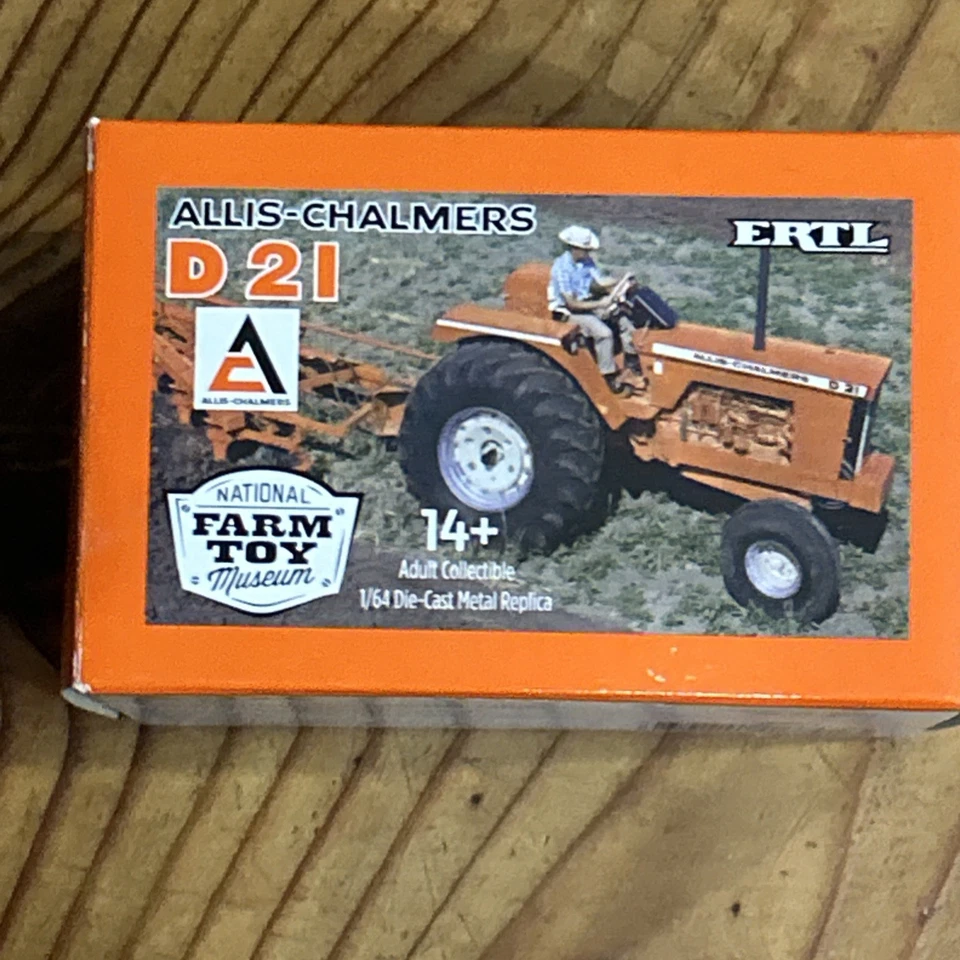 ALLIS-CHALMERS
D21
ERTL
ALLIS-CHALMERS
D 21
ALLIS-CHALMERS
NATIONAL
FARM
TOY
Museum
14+
Adult Collectible
1/64 Die-Cast Metal Replica